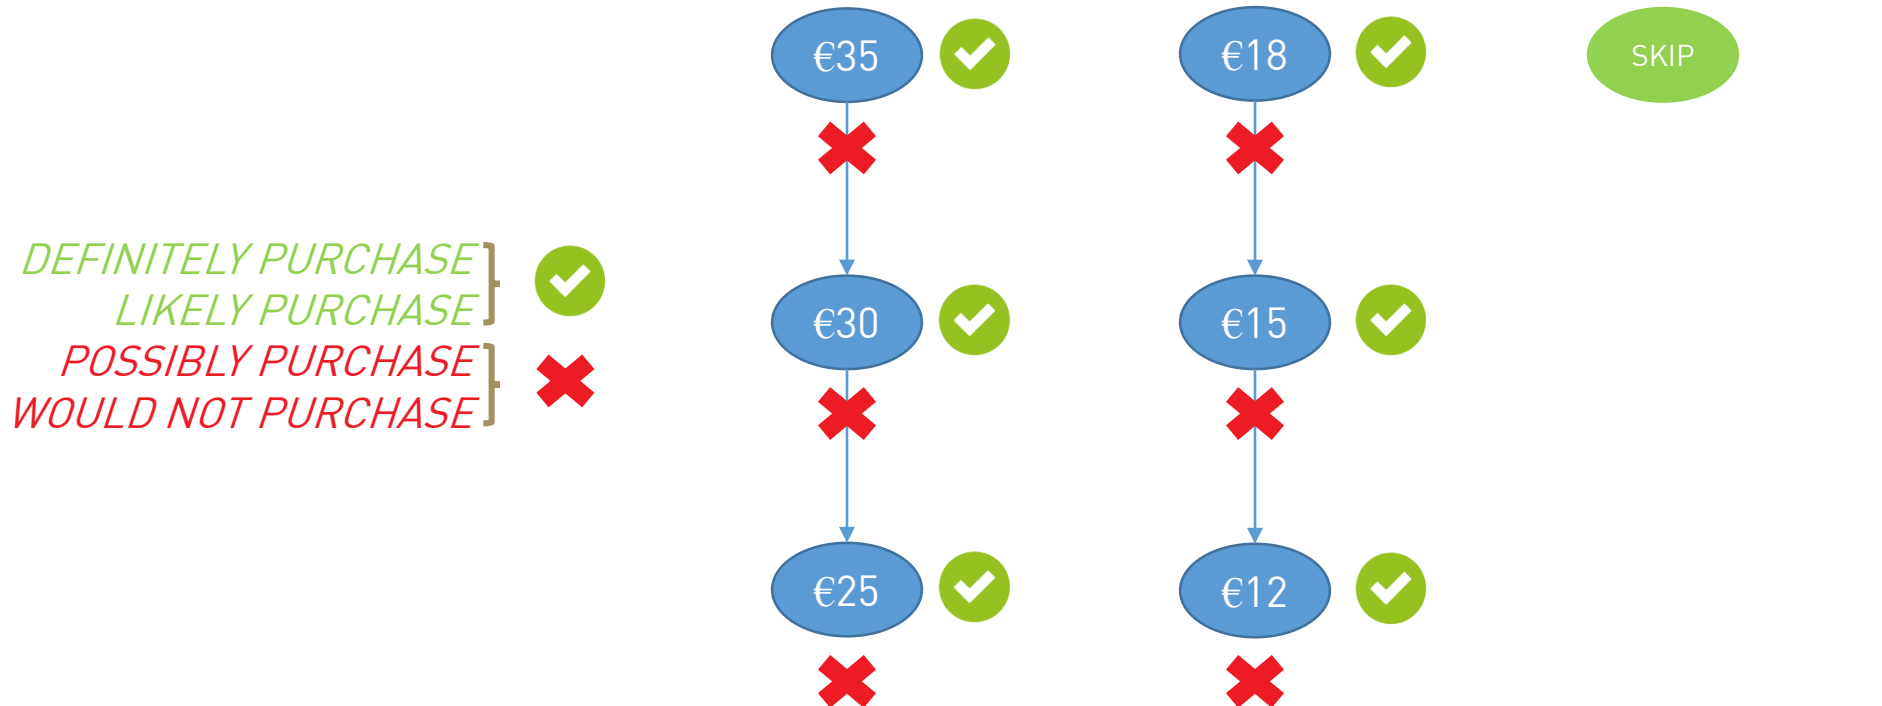 €35
€18
SKIP
DEFINITELY PURCHASE
LIKELY PURCHASE
POSSIBLY PURCHASE
WOULD NOT PURCHASE
€30
€15
€25
€12